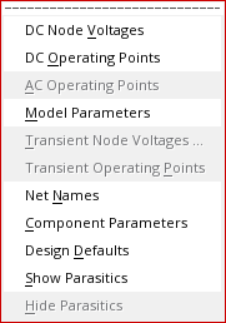 DC Node Voltages
DC Operating Points
AC Operating Points
Model Parameters
Transient Node Voltages ...
Transient Operating Points
Net Names
Component Parameters
Design Defaults
Show Parasitics
Hide Parasitics